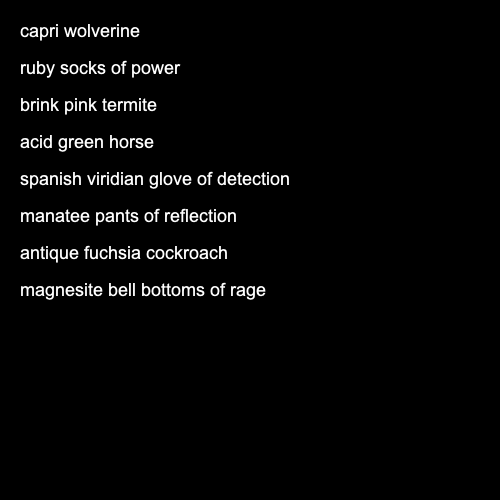 capri wolverine
ruby socks of power
brink pink termite
acid green horse
spanish viridian glove of detection
manatee pants of reflection
antique fuchsia cockroach
magnesite bell bottoms of rage